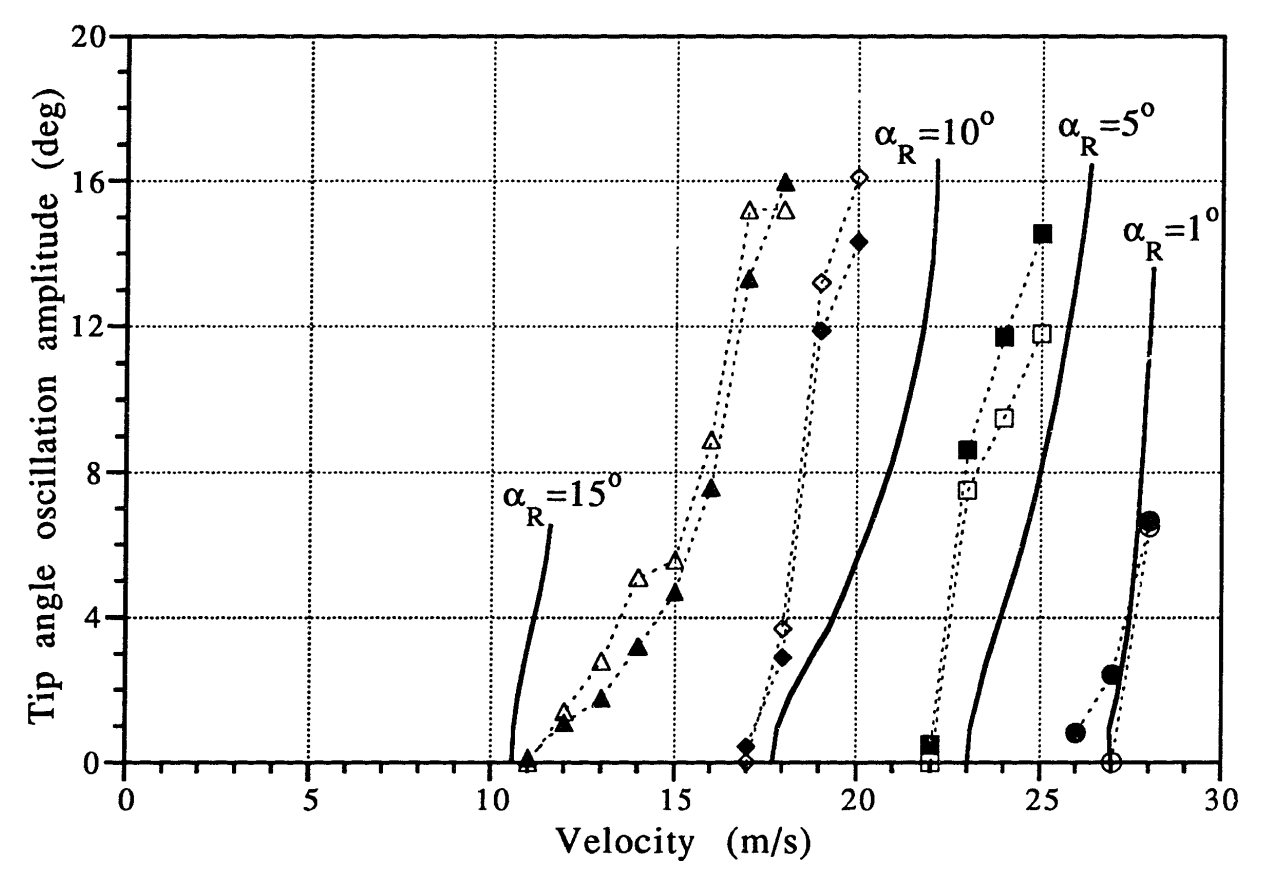 20
16
12
8
4
0
Tip angle oscillation amplitude (deg)
α_R=10°
α_R=5°
α_R=1°
α_R=15°
0 5 10 15 20 25 30
Velocity (m/s)